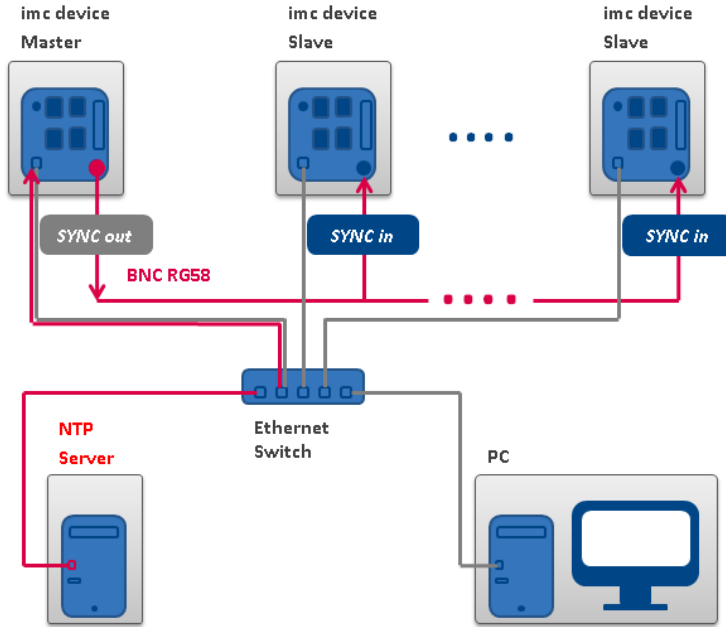 imc device
Master
imc device
Slave
imc device
Slave
SYNC out
SYNC in
SYNC in
BNC RG58
NTP
Server
Ethernet
Switch
PC